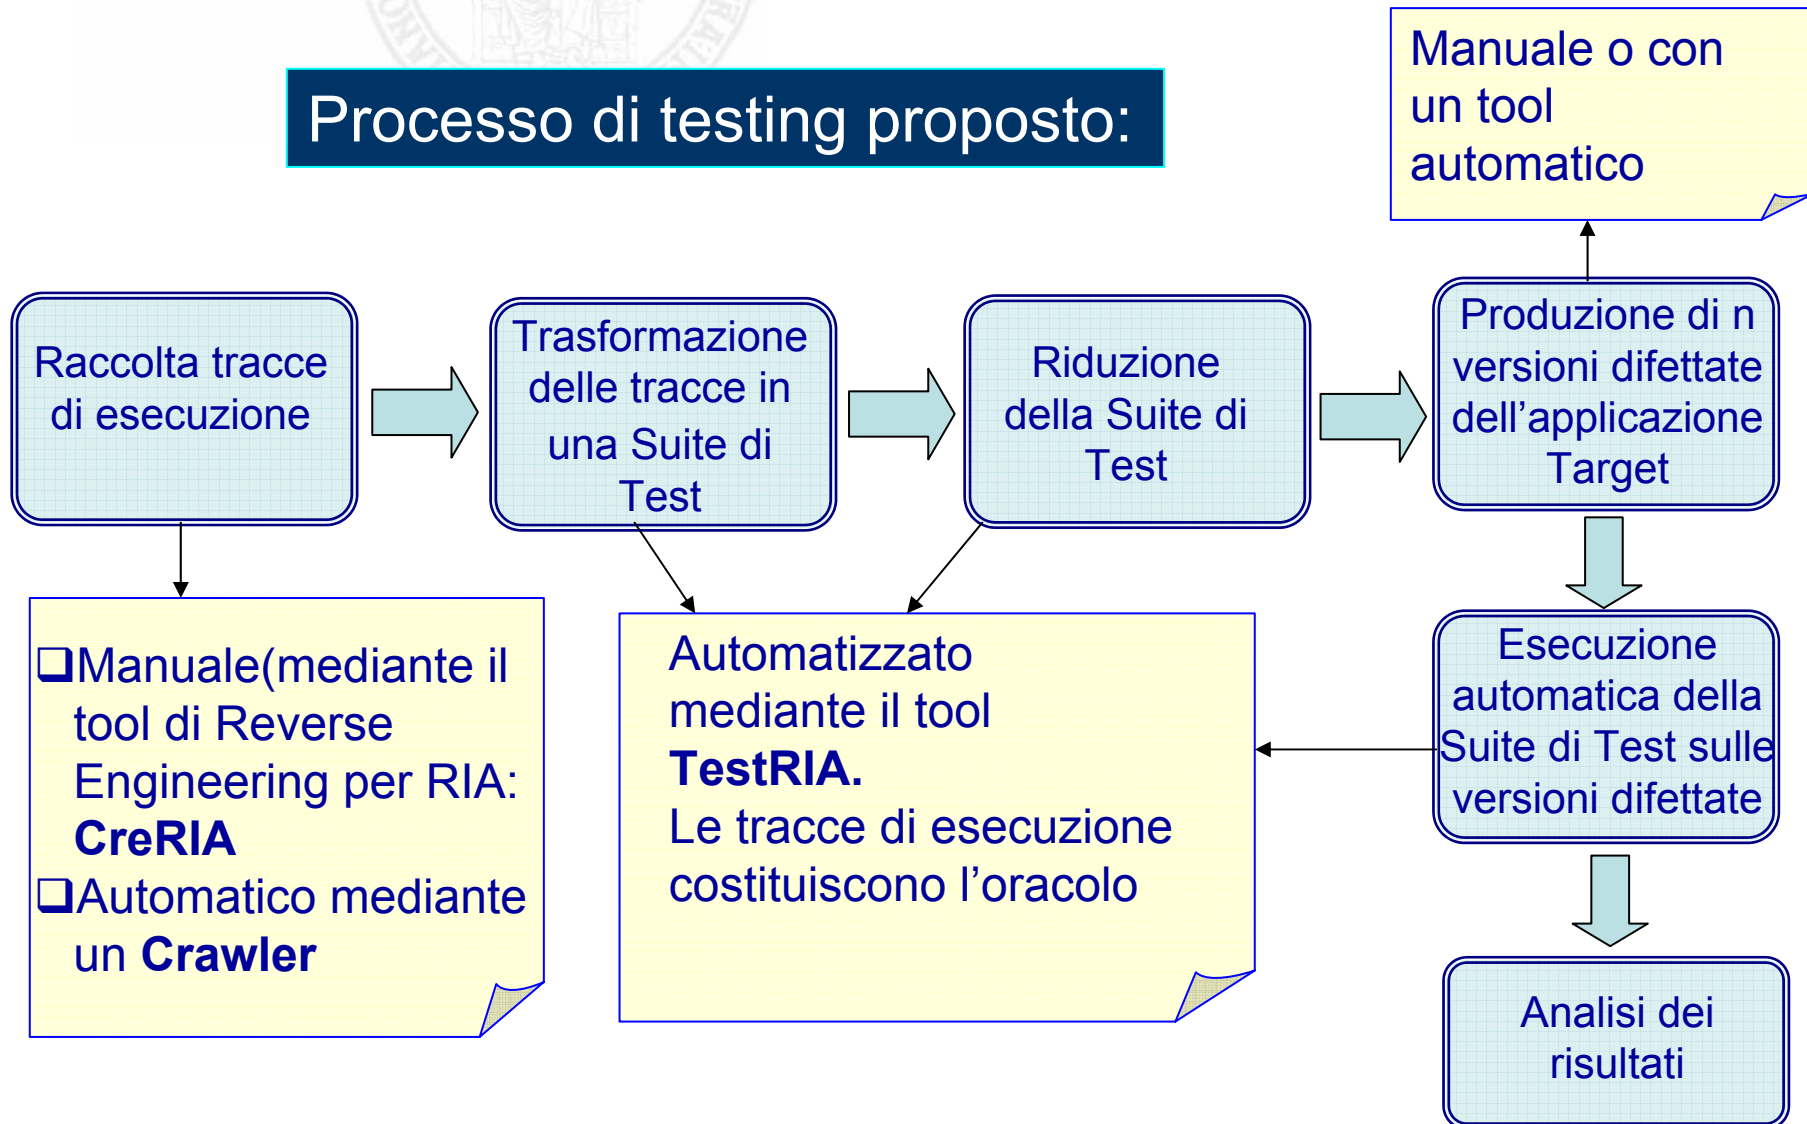 Processo di testing proposto:
Manuale o con
un tool
automatico
Raccolta tracce
di esecuzione
Trasformazione
delle tracce in
una Suite di
Test
Riduzione
della Suite di
Test
Produzione di n
versioni difettate
dell’applicazione
Target
❑Manuale(mediante il
tool di Reverse
Engineering per RIA:
CreRIA
❑Automatico mediante
un Crawler
Automatizzato
mediante il tool
TestRIA.
Le tracce di esecuzione
costituiscono l’oracolo
Esecuzione
automatica della
Suite di Test sulle
versioni difettate
Analisi dei
risultati